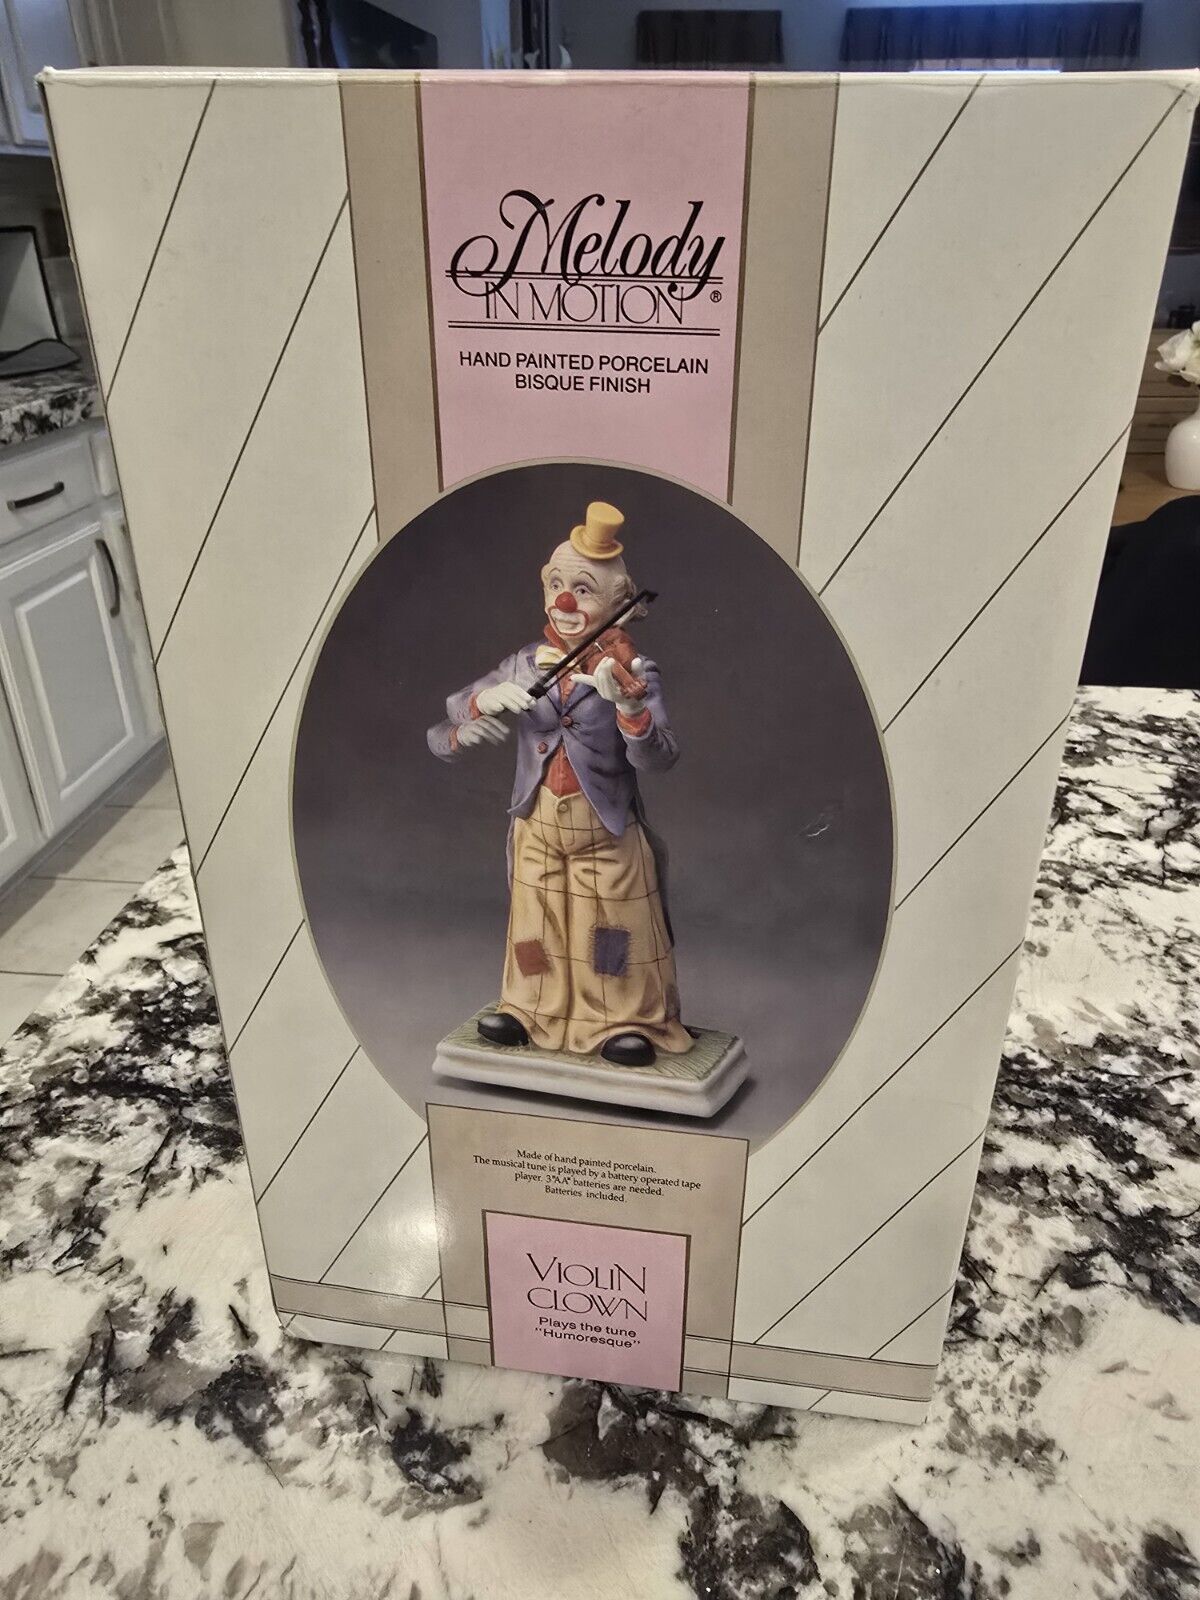 Melody
IN MOTION®
HAND PAINTED PORCELAIN
BISQUE FINISH
Made of hand painted porcelain.
The musical tune is played by a battery operated tape
player. 3"AA" batteries are needed.
Batteries included.
VIOLIN
CLOWN
Plays the tune
"Humoresque"